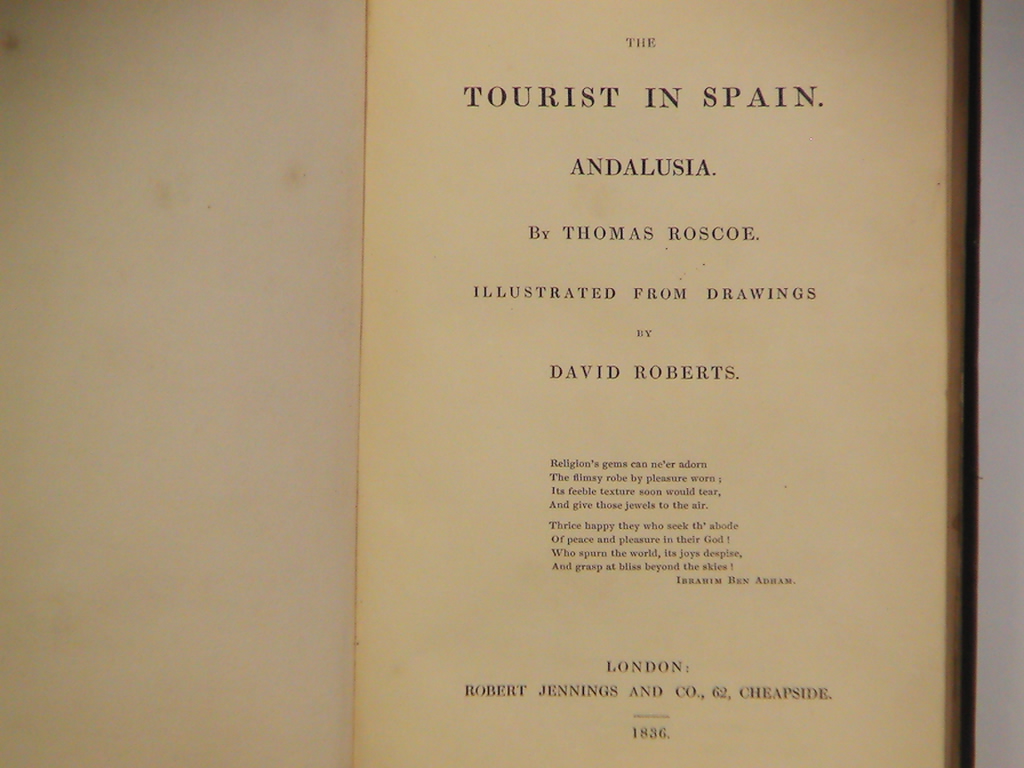 THE
TOURIST IN SPAIN.
ANDALUSIA.
By THOMAS ROSCOE.
ILLUSTRATED FROM DRAWINGS
BY
DAVID ROBERTS.
Religion's gems can ne'er adorn
The flimsy robe by pleasure worn ;
Its feeble texture soon would tear,
And give those jewels to the air.
Thrice happy they who seek th' abode
Of peace and pleasure in their God !
Who spurn the world, its joys despise,
And grasp at bliss beyond the skies !
Ibrahim Ben Adham.
LONDON:
ROBERT JENNINGS AND CO., 62, CHEAPSIDE.
1836.